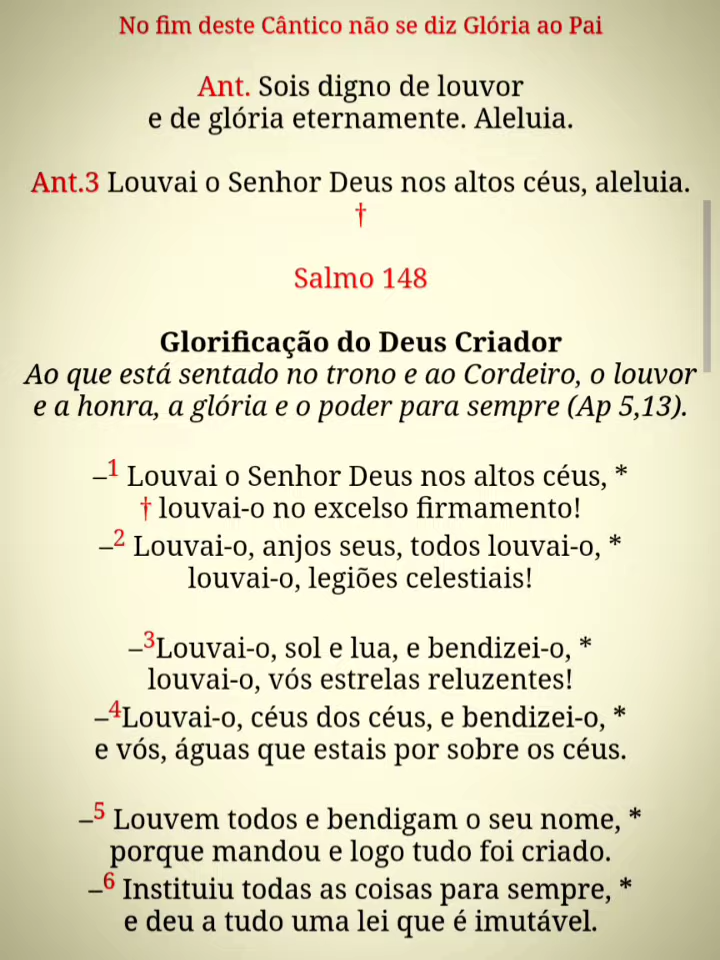 No fim deste Cântico não se diz Glória ao Pai
Ant. Sois digno de louvor
e de glória eternamente. Aleluia.
Ant.3 Louvai o Senhor Deus nos altos céus, aleluia.
†
Salmo 148
Glorificação do Deus Criador
Ao que está sentado no trono e ao Cordeiro, o louvor
e a honra, a glória e o poder para sempre (Ap 5,13).
–1 Louvai o Senhor Deus nos altos céus, *
† louvai-o no excelso firmamento!
–2 Louvai-o, anjos seus, todos louvai-o, *
louvai-o, legiões celestiais!
–3Louvai-o, sol e lua, e bendizei-o, *
louvai-o, vós estrelas reluzentes!
–4Louvai-o, céus dos céus, e bendizei-o, *
e vós, águas que estais por sobre os céus.
–5 Louvem todos e bendigam o seu nome, *
porque mandou e logo tudo foi criado.
–6 Instituiu todas as coisas para sempre, *
e deu a tudo uma lei que é imutável.